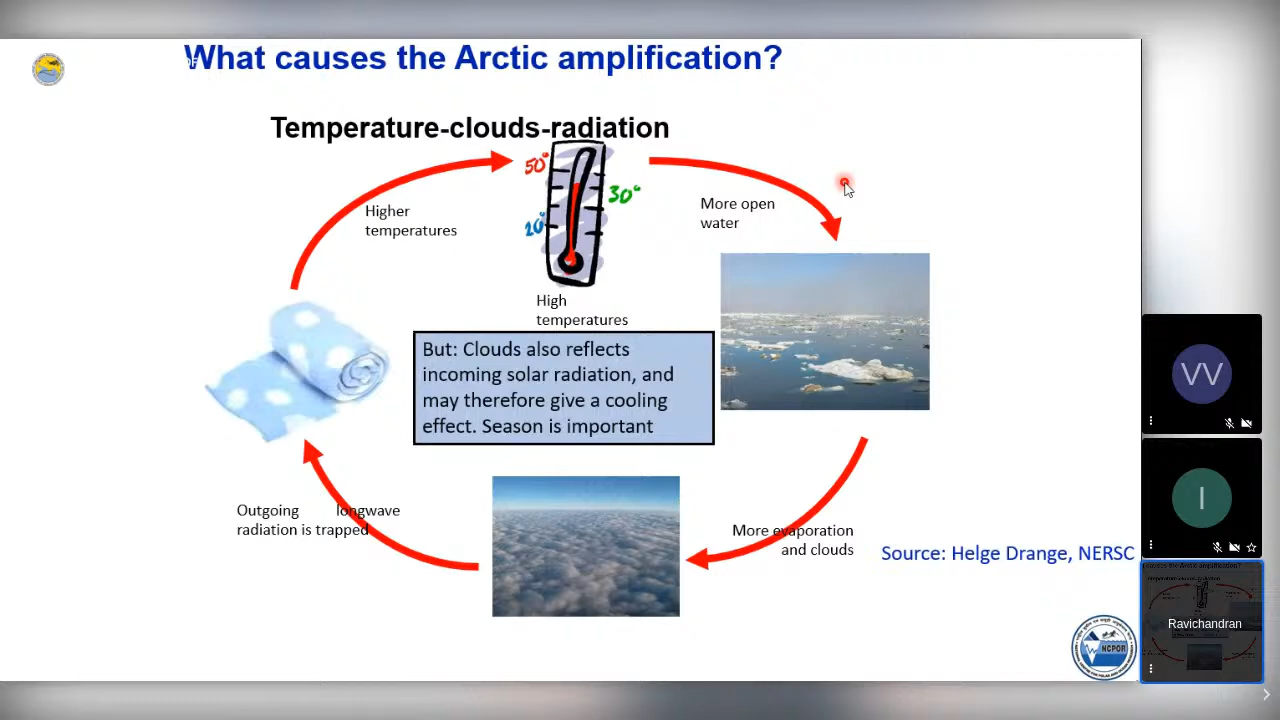 What causes the Arctic amplification?
Temperature-clouds-radiation
50°
30°
20°
Higher
temperatures
More open
water
High
temperatures
But: Clouds also reflects
incoming solar radiation, and
may therefore give a cooling
effect. Season is important
Outgoing longwave
radiation is trapped
More evaporation
and clouds
Source: Helge Drange, NERSC
NCPOR
VV
I
Ravichandran